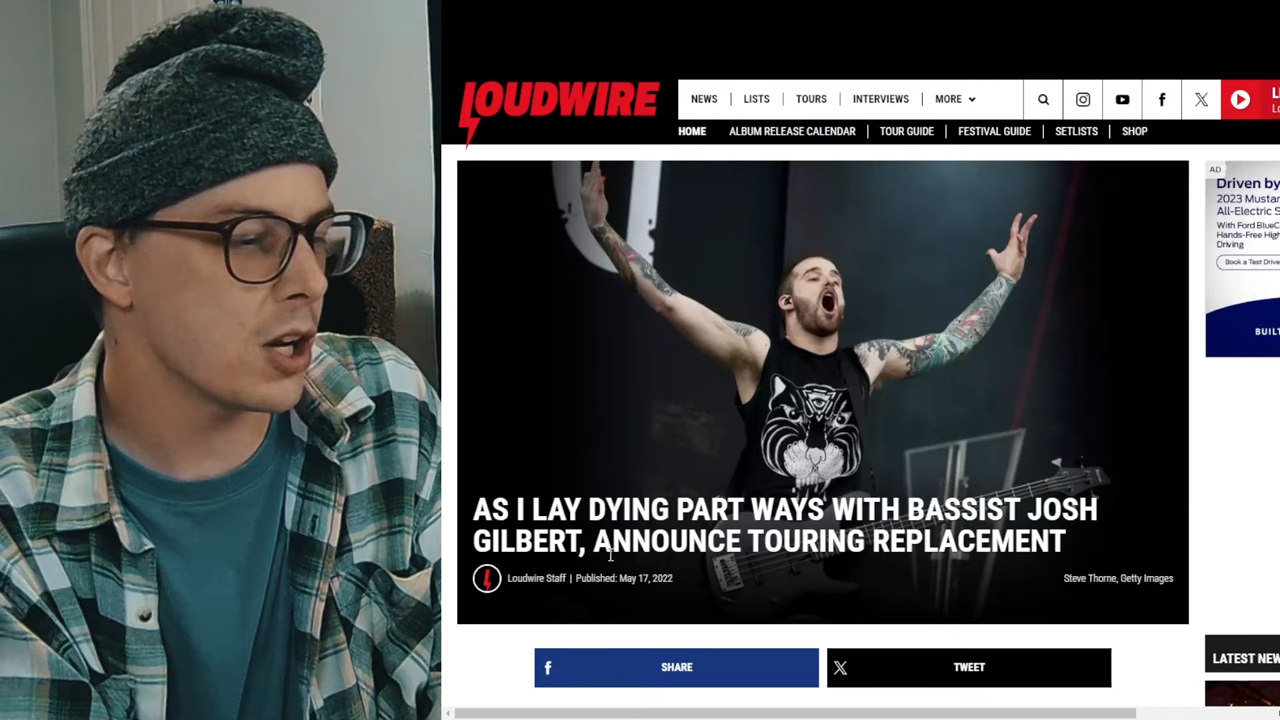 LOUDWIRE
NEWS
LISTS
TOURS
INTERVIEWS
MORE
HOME
ALBUM RELEASE CALENDAR
TOUR GUIDE
FESTIVAL GUIDE
SETLISTS
SHOP
AD
Driven by
2023 Mustan
All-Electric S
With Ford BlueC
Hands-Free High
Driving
Book a Test Drive
BUILT
AS I LAY DYING PART WAYS WITH BASSIST JOSH
GILBERT, ANNOUNCE TOURING REPLACEMENT
Loudwire Staff | Published: May 17, 2022
Steve Thorne, Getty Images
SHARE
TWEET
LATEST NEW